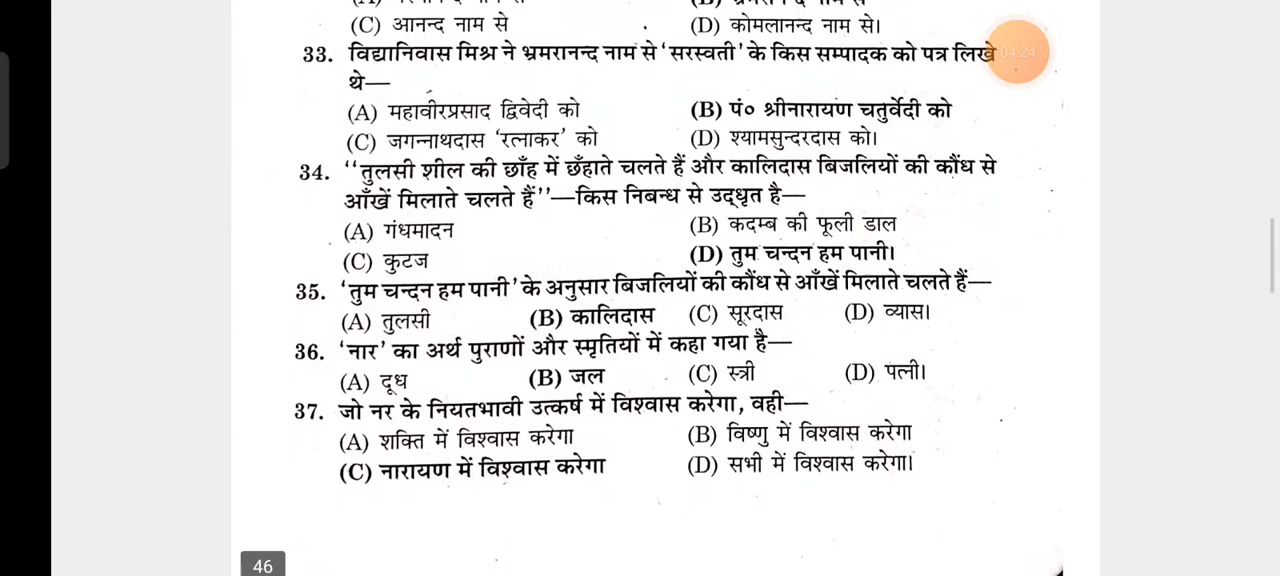 (C) आनन्द नाम से (D) कोमलानन्द नाम से।
33. विद्यानिवास मिश्र ने भ्रमरानन्द नाम से 'सरस्वती' के किस सम्पादक को पत्र लिखे 04:24
थे—
(A) महावीरप्रसाद द्विवेदी को (B) पं० श्रीनारायण चतुर्वेदी को
(C) जगन्नाथदास 'रत्नाकर' को (D) श्यामसुन्दरदास को।
34. ''तुलसी शील की छाँह में छँहाते चलते हैं और कालिदास बिजलियों की कौंध से
आँखें मिलाते चलते हैं''—किस निबन्ध से उद्धृत है—
(A) गंधमादन (B) कदम्ब की फूली डाल
(C) कुटज (D) तुम चन्दन हम पानी।
35. 'तुम चन्दन हम पानी' के अनुसार बिजलियों की कौंध से आँखें मिलाते चलते हैं—
(A) तुलसी (B) कालिदास (C) सूरदास (D) व्यास।
36. 'नार' का अर्थ पुराणों और स्मृतियों में कहा गया है—
(A) दूध (B) जल (C) स्त्री (D) पत्नी।
37. जो नर के नियतभावी उत्कर्ष में विश्वास करेगा, वही—
(A) शक्ति में विश्वास करेगा (B) विष्णु में विश्वास करेगा
(C) नारायण में विश्वास करेगा (D) सभी में विश्वास करेगा।
46